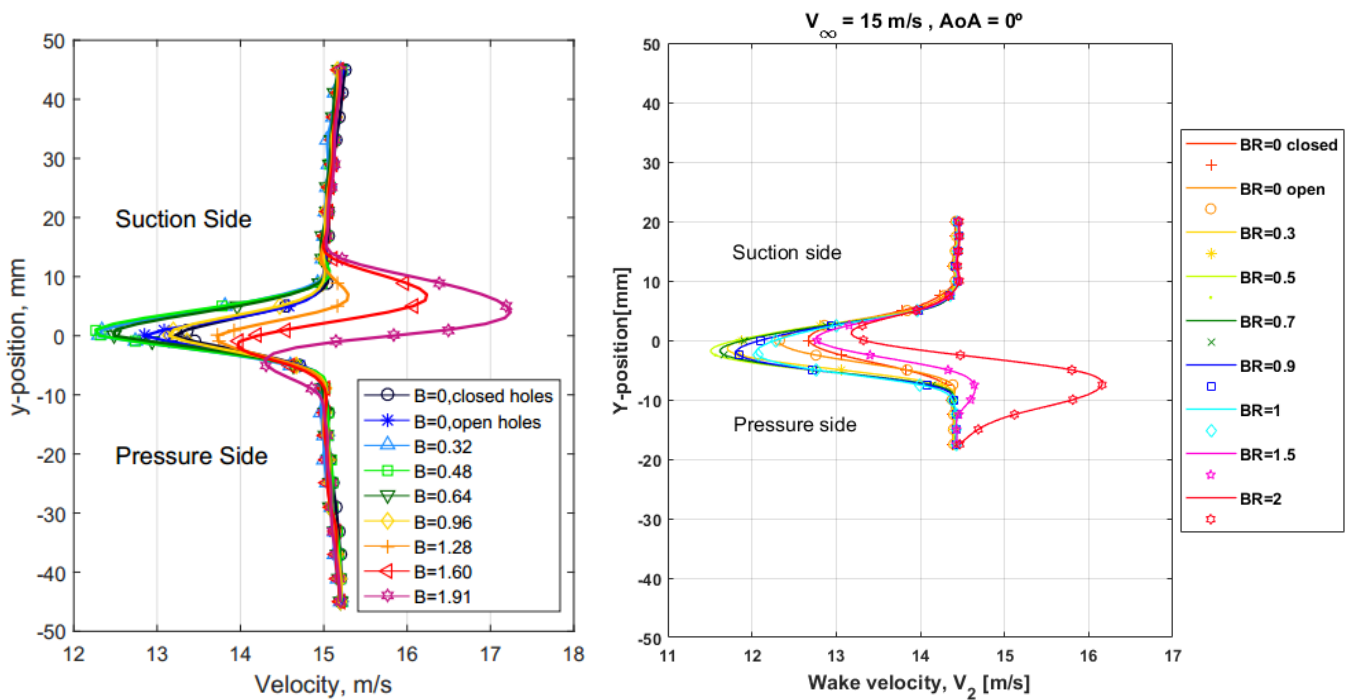 50
40
30
20
10
0
-10
-20
-30
-40
-50
y-position, mm
Suction Side
Pressure Side
B=0,closed holes
B=0,open holes
B=0.32
B=0.48
B=0.64
B=0.96
B=1.28
B=1.60
B=1.91
12 13 14 15 16 17 18
Velocity, m/s
V∞ = 15 m/s , AoA = 0º
50
40
30
20
10
0
-10
-20
-30
-40
-50
Y-position[mm]
Suction side
Pressure side
11 12 13 14 15 16 17
Wake velocity, V₂ [m/s]
BR=0 closed
BR=0 open
BR=0.3
BR=0.5
BR=0.7
BR=0.9
BR=1
BR=1.5
BR=2